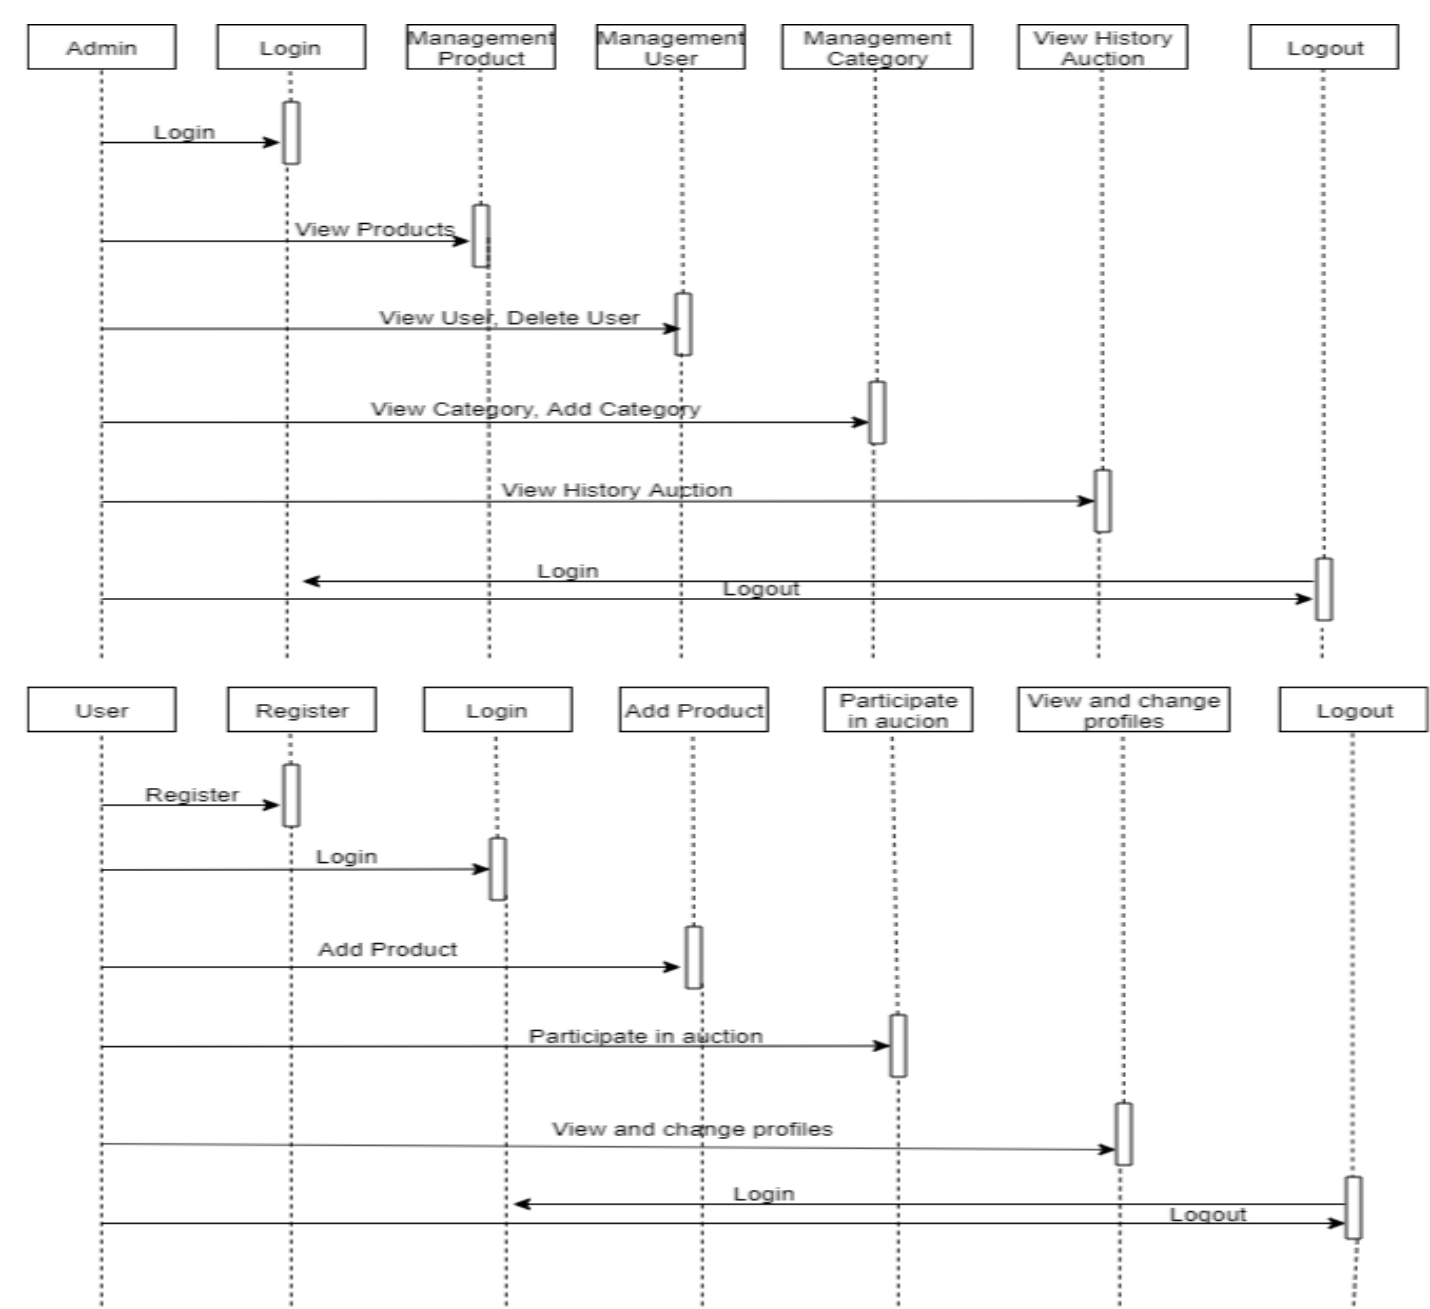 Admin
Login
Management
Product
Management
User
Management
Category
View History
Auction
Logout
Login
View Products
View User, Delete User
View Category, Add Category
View History Auction
Login
Logout
User
Register
Login
Add Product
Participate
in aucion
View and change
profiles
Logout
Register
Login
Add Product
Participate in auction
View and change profiles
Login
Logout